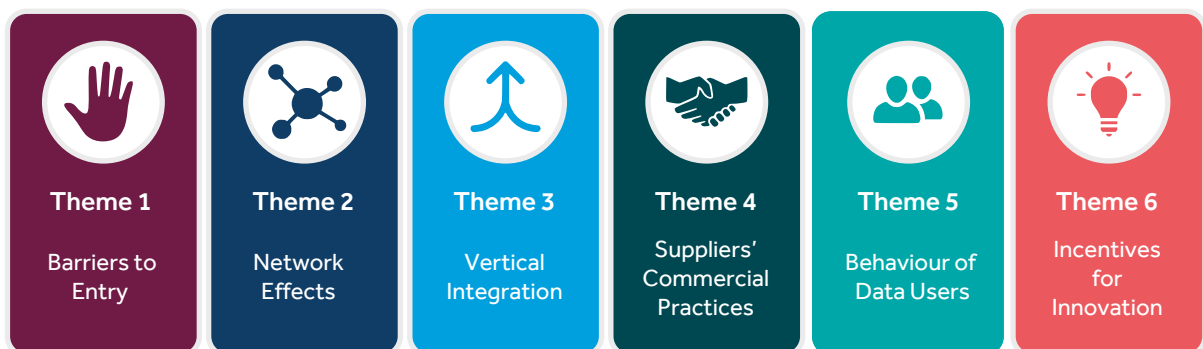 Theme 1
Barriers to
Entry
Theme 2
Network
Effects
Theme 3
Vertical
Integration
Theme 4
Suppliers’
Commercial
Practices
Theme 5
Behaviour of
Data Users
Theme 6
Incentives
for
Innovation